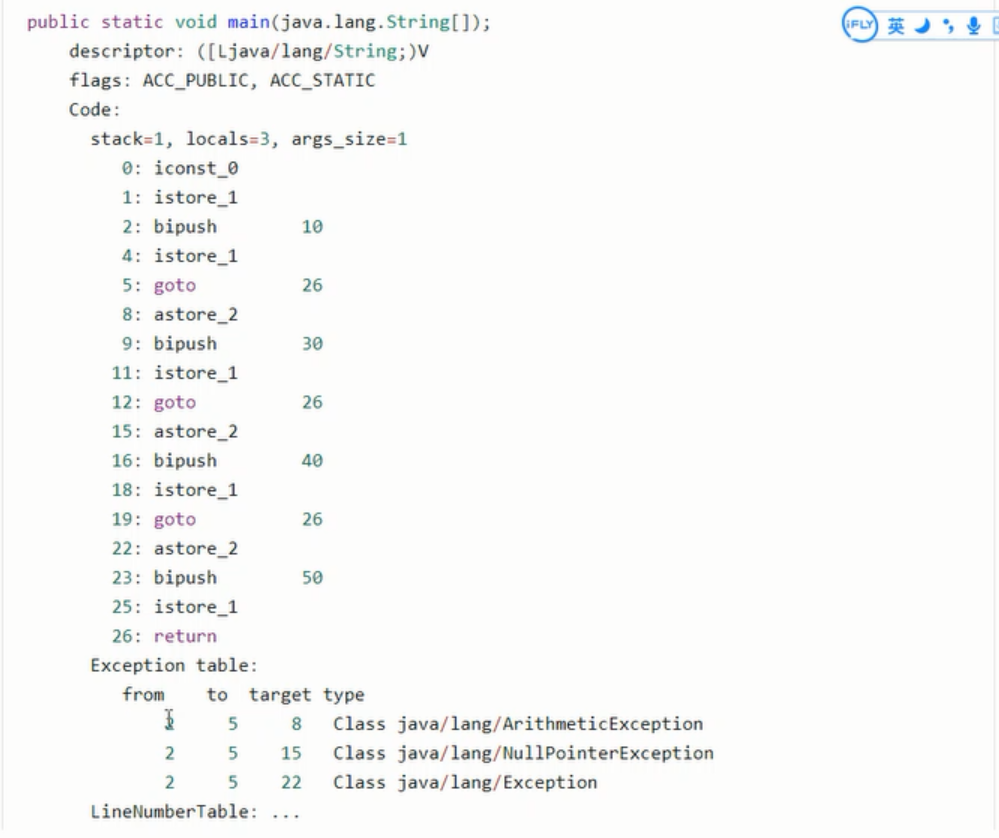 public static void main(java.lang.String[]);
iFLY 英
descriptor: ([Ljava/lang/String;)V
flags: ACC_PUBLIC, ACC_STATIC
Code:
stack=1, locals=3, args_size=1
0: iconst_0
1: istore_1
2: bipush 10
4: istore_1
5: goto 26
8: astore_2
9: bipush 30
11: istore_1
12: goto 26
15: astore_2
16: bipush 40
18: istore_1
19: goto 26
22: astore_2
23: bipush 50
25: istore_1
26: return
Exception table:
from to target type
2 5 8 Class java/lang/ArithmeticException
2 5 15 Class java/lang/NullPointerException
2 5 22 Class java/lang/Exception
LineNumberTable: ...